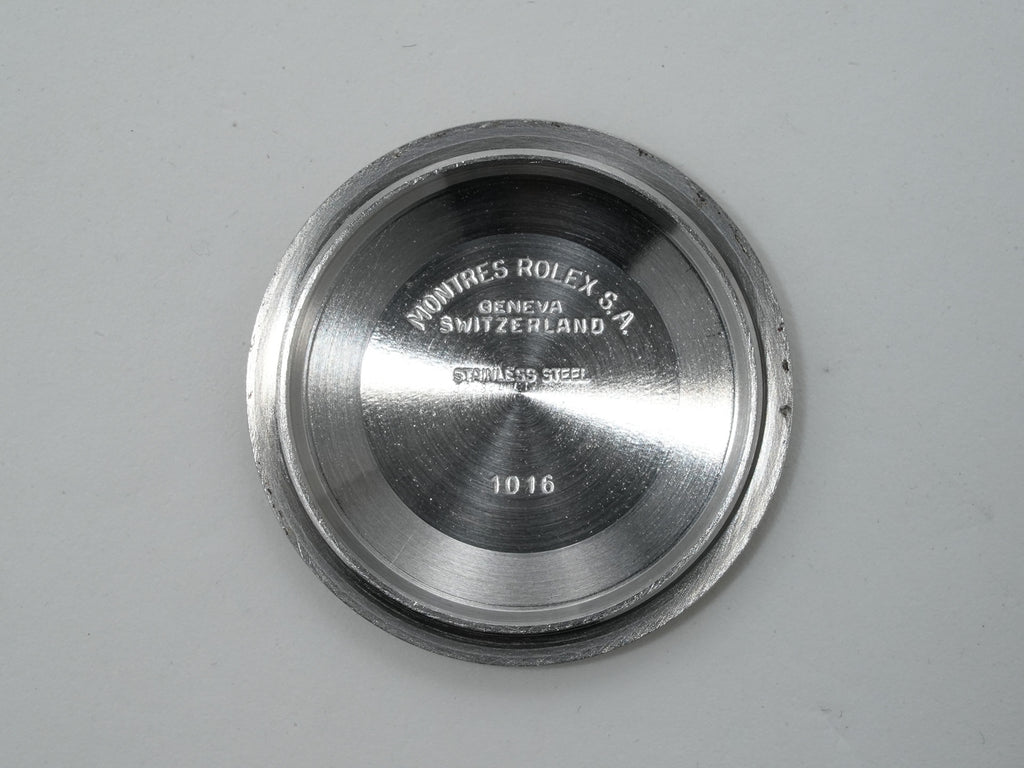 MONTRES ROLEX S.A.
GENEVA
SWITZERLAND
STAINLESS STEEL
1016